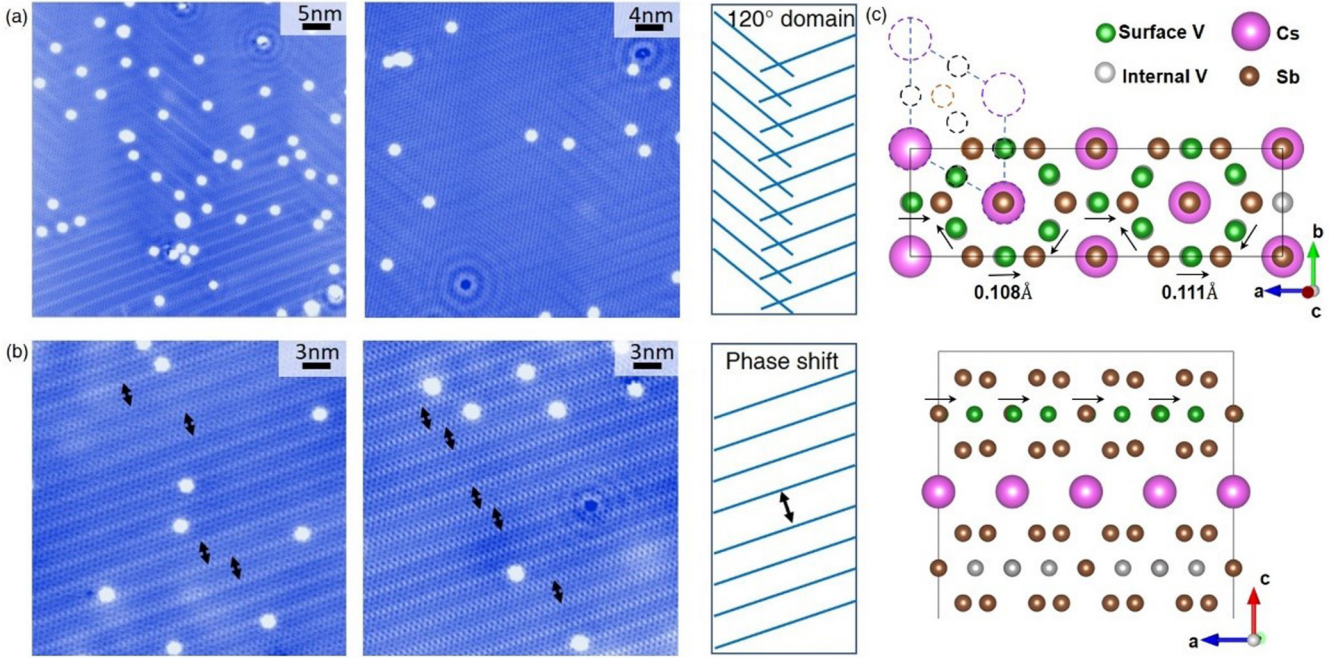 (a)
5nm
4nm
120° domain
(c)
Surface V
Cs
Internal V
Sb
0.108Å
0.111Å
b
a
c
(b)
3nm
3nm
Phase shift
c
a